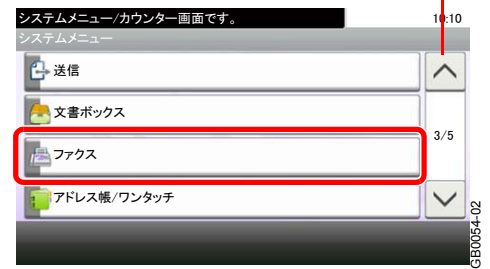 システムメニュー/カウンター画面です。
10:10
システムメニュー
送信
文書ボックス
3/5
ファクス
アドレス帳/ワンタッチ
GB0054-02